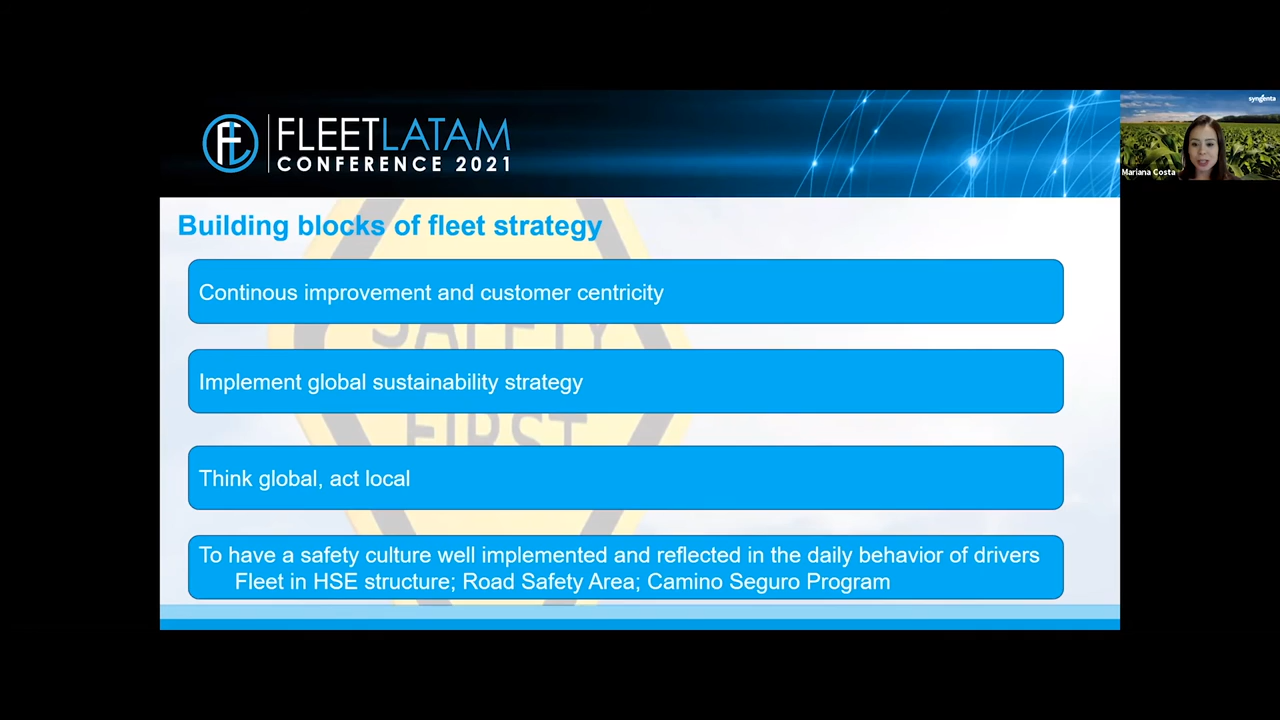 FLEETLATAM
CONFERENCE 2021
syngenta
Mariana Costa
Building blocks of fleet strategy
Continous improvement and customer centricity
SAFETY
Implement global sustainability strategy
FIRST
Think global, act local
To have a safety culture well implemented and reflected in the daily behavior of drivers
Fleet in HSE structure; Road Safety Area; Camino Seguro Program